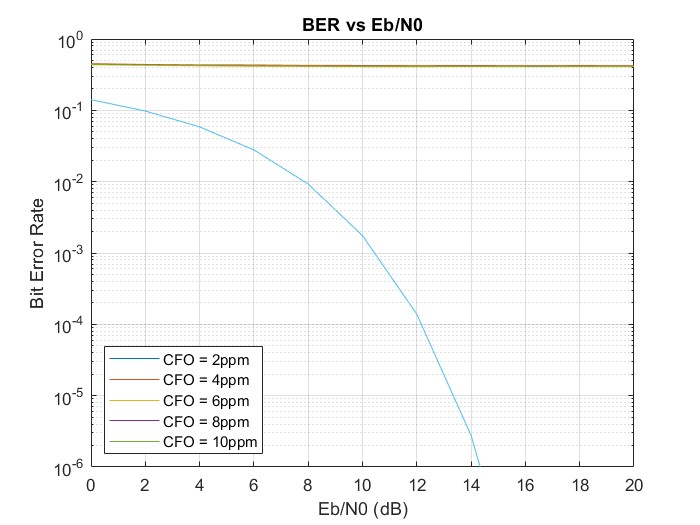 BER vs Eb/N0
10^0
10^-1
10^-2
10^-3
10^-4
10^-5
10^-6
Bit Error Rate
CFO = 2ppm
CFO = 4ppm
CFO = 6ppm
CFO = 8ppm
CFO = 10ppm
0 2 4 6 8 10 12 14 16 18 20
Eb/N0 (dB)